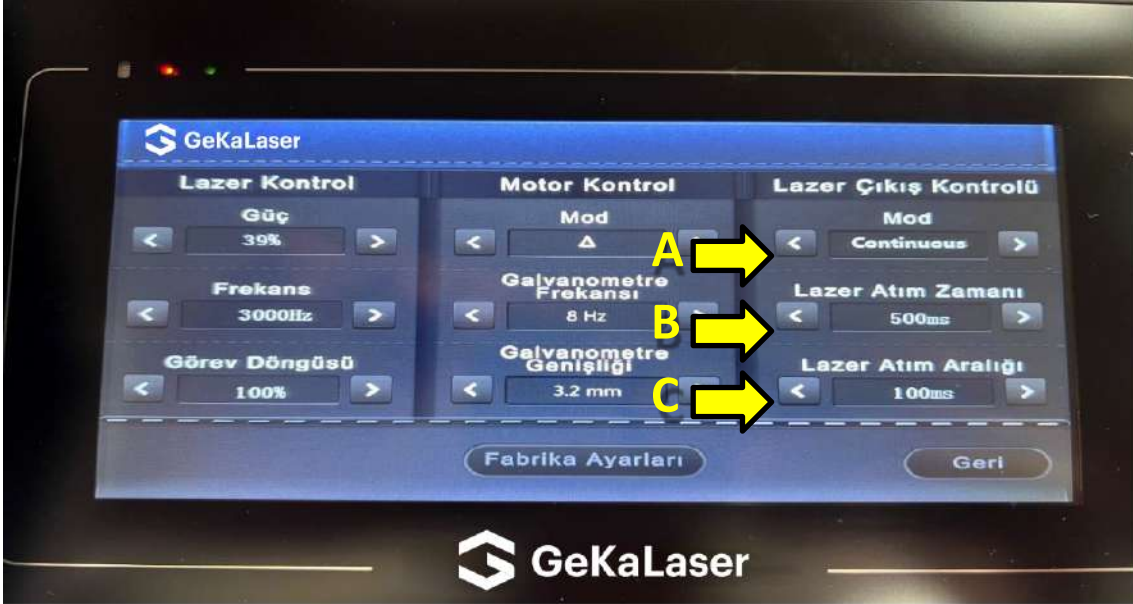 GeKaLaser
Lazer Kontrol
Güç
39%
Frekans
3000Hz
Görev Döngüsü
100%
Motor Kontrol
Mod
Δ
Galvanometre
Frekansı
8 Hz
Galvanometre
Genişliği
3.2 mm
Lazer Çıkış Kontrolü
A
Mod
Continuous
B
Lazer Atım Zamanı
500ms
C
Lazer Atım Aralığı
100ms
Fabrika Ayarları
Geri
GeKaLaser